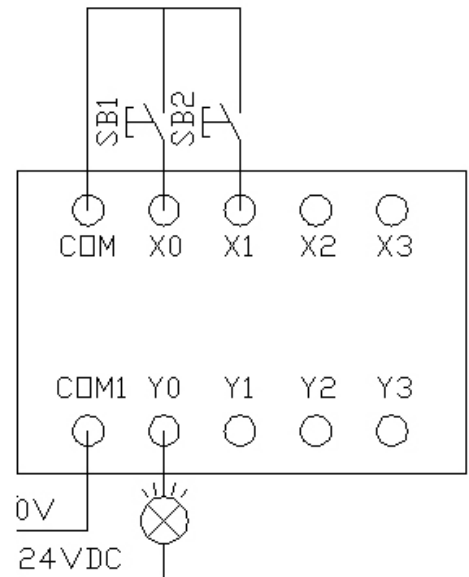 SB1 SB2
COM X0 X1 X2 X3
COM1 Y0 Y1 Y2 Y3
0V
24VDC